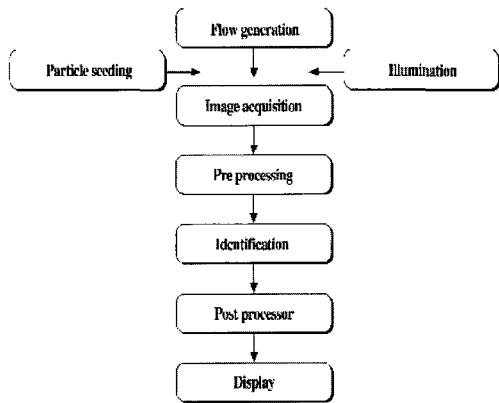 Flow generation
Particle seeding
Illumination
Image acquisition
Pre processing
Identification
Post processor
Display